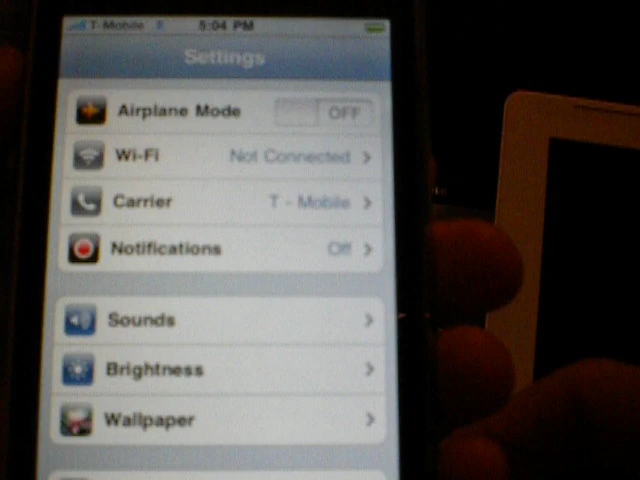 T-Mobile 5:04 PM
Settings
Airplane Mode OFF
Wi-Fi Not Connected
Carrier T - Mobile
Notifications Off
Sounds
Brightness
Wallpaper